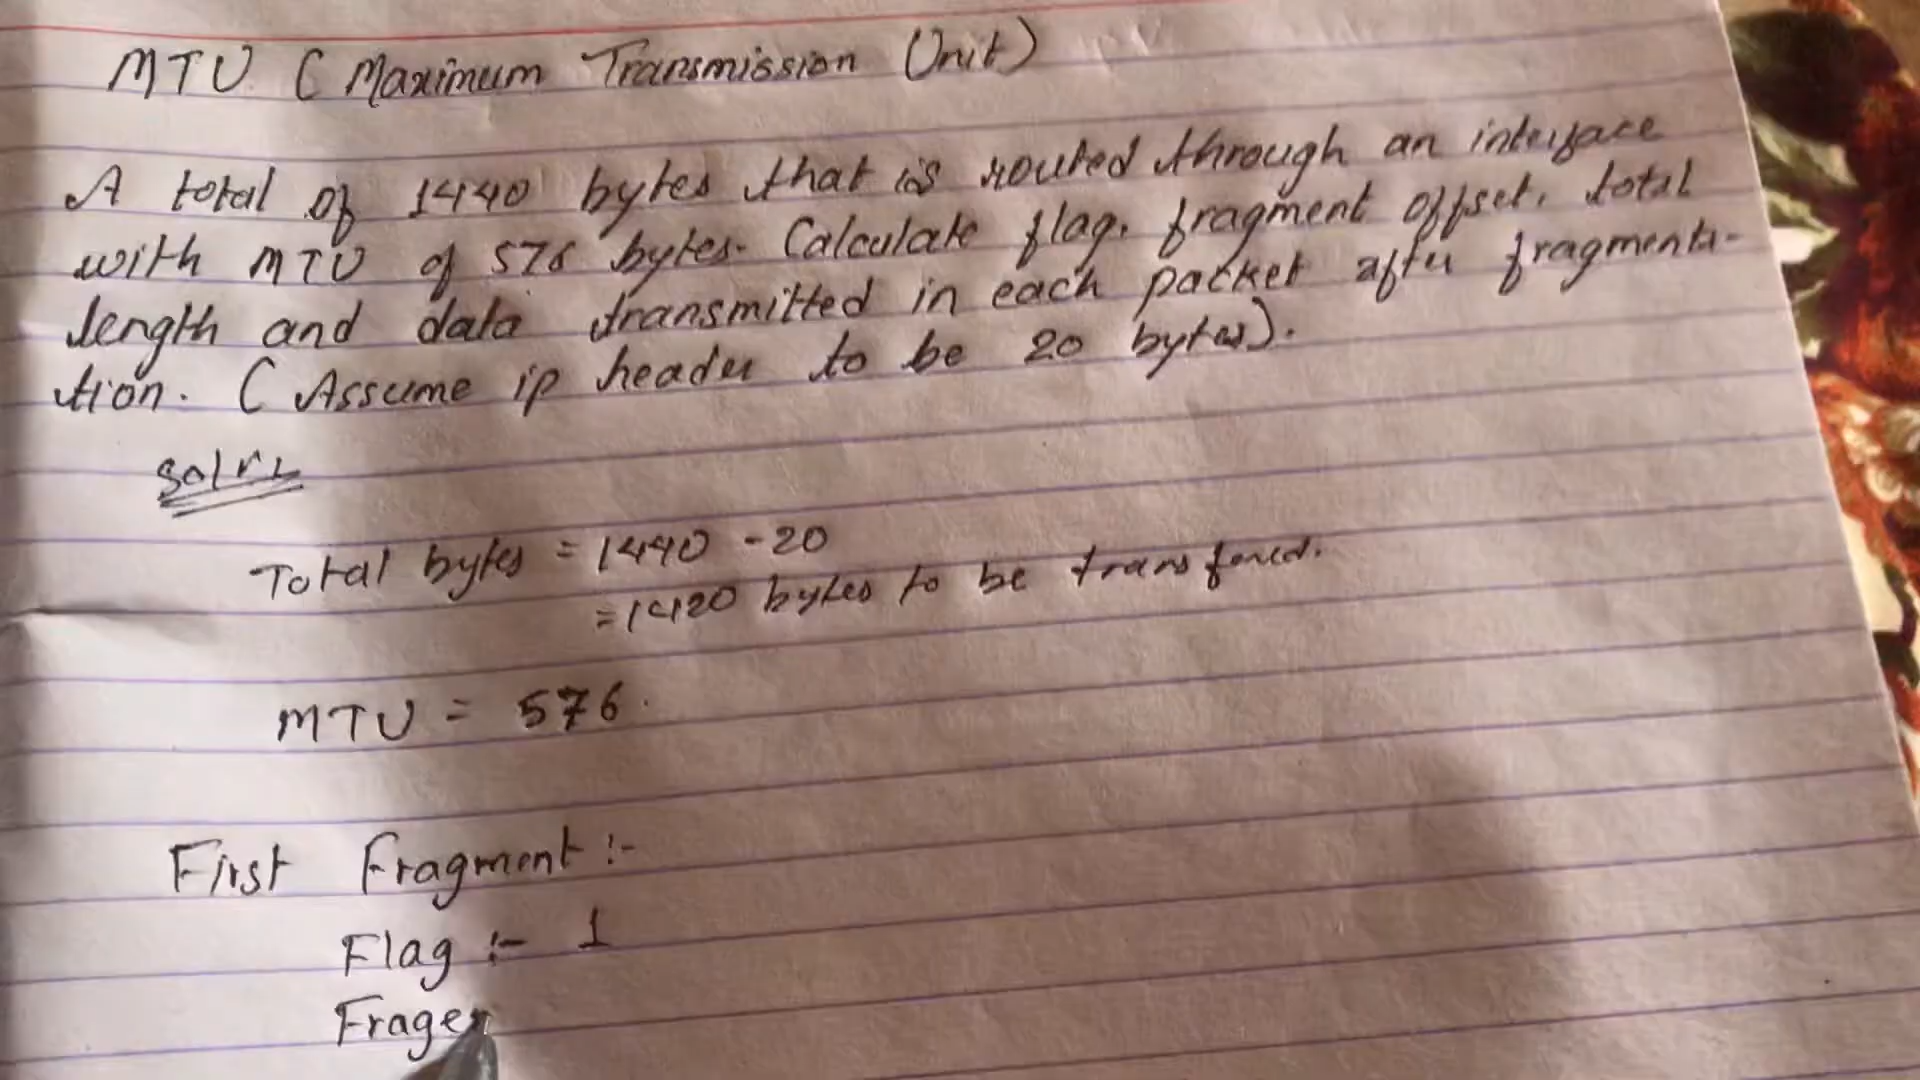 MTU (Maximum Transmission Unit)
A total of 1440 bytes that is routed through an interface
with MTU of 576 bytes. Calculate flag, fragment offset, total
length and data transmitted in each packet after fragmenta-
tion. (Assume ip header to be 20 bytes).
Soln
Total bytes = 1440 - 20
= 1420 bytes to be transfered.
MTU = 576.
First Fragment :-
Flag :- 1
Fragem